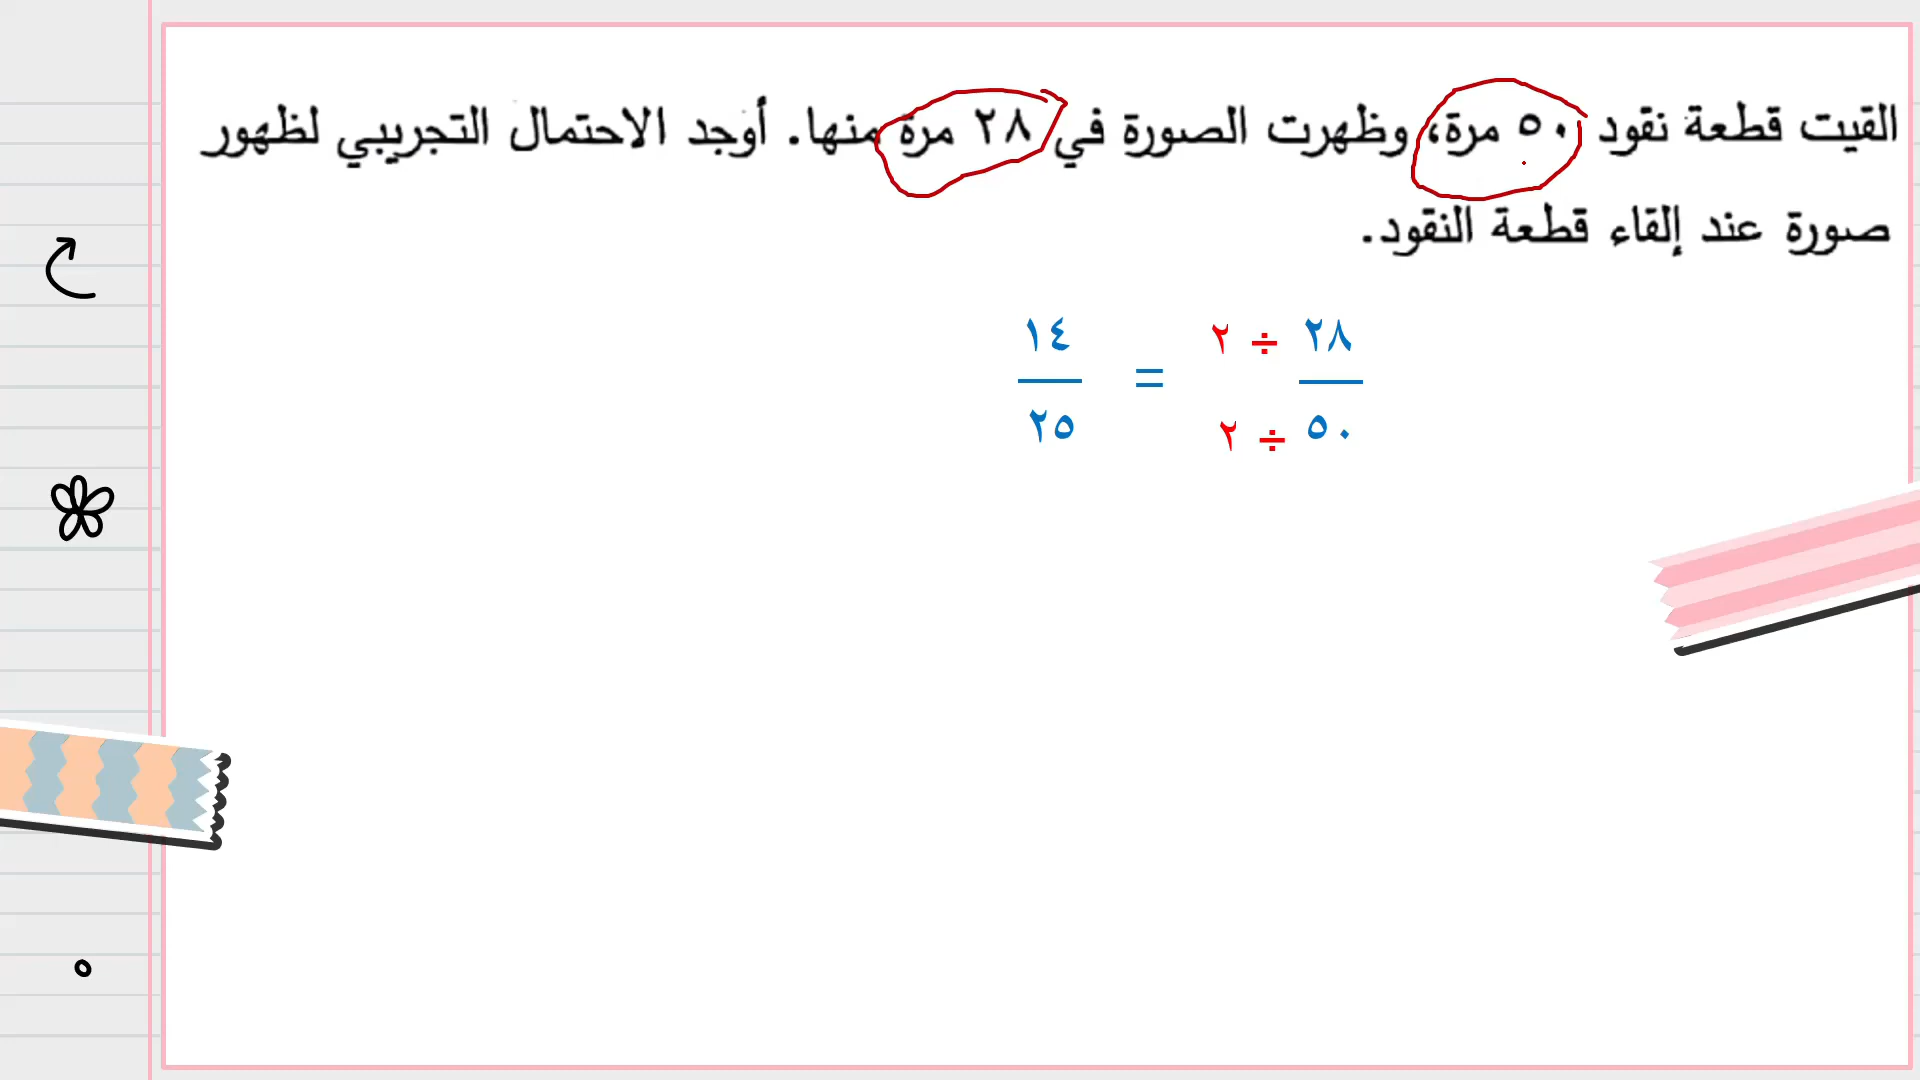 القيت قطعة نقود ٥٠ مرة، وظهرت الصورة في ٢٨ مرة منها. أوجد الاحتمال التجريبي لظهور
صورة عند إلقاء قطعة النقود.
٢٨ ÷ ٢ = ١٤
٥٠ ÷ ٢ ٢٥